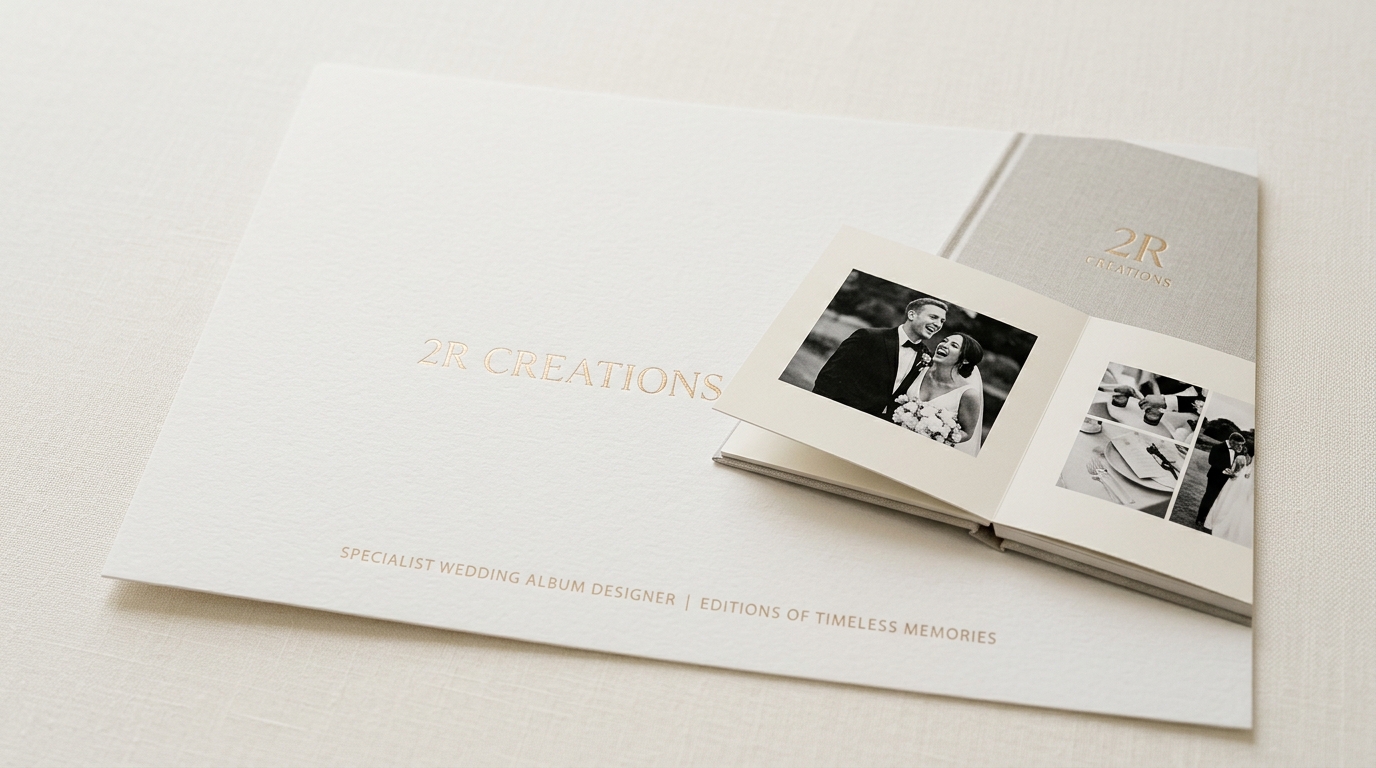 2R
CREATIONS
2R CREATIONS
SPECIALIST WEDDING ALBUM DESIGNER | EDITIONS OF TIMELESS MEMORIES